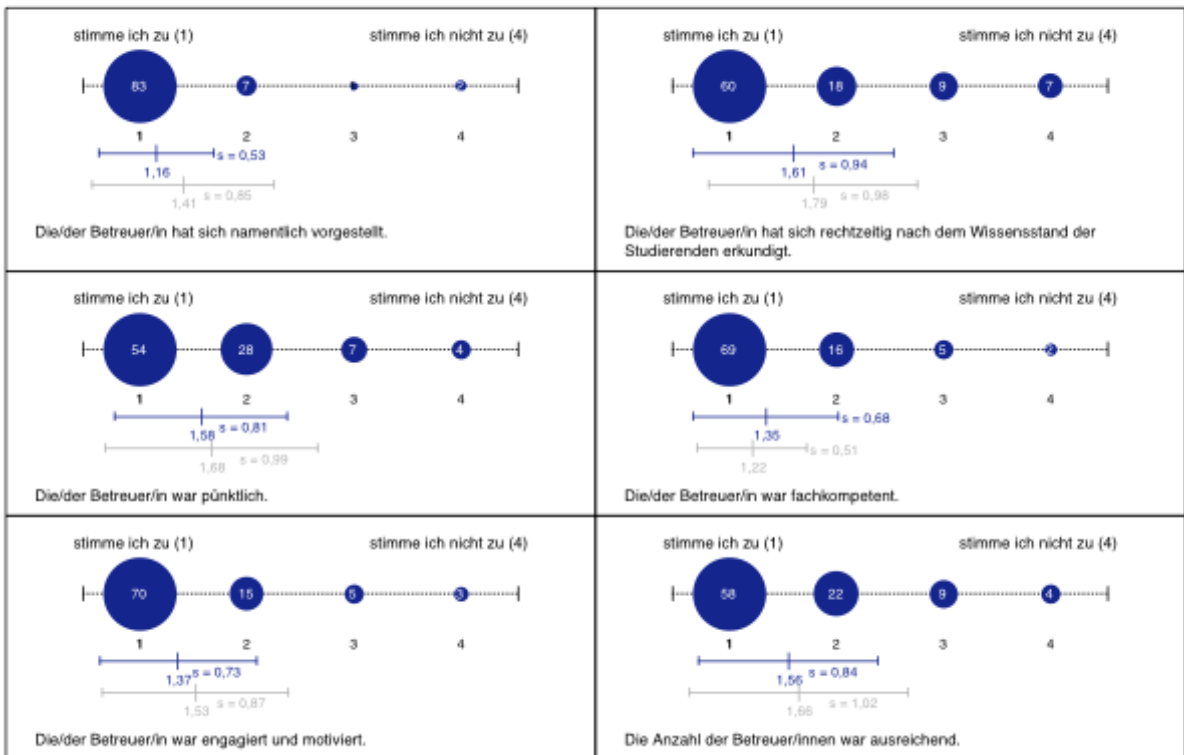 stimme ich zu (1) stimme ich nicht zu (4)
83 7 2
1 2 3 4
s = 0,53
1,16
s = 0,85
1,41
Die/der Betreuer/in hat sich namentlich vorgestellt.
stimme ich zu (1) stimme ich nicht zu (4)
60 18 9 7
1 2 3 4
s = 0,94
1,61
s = 0,98
1,79
Die/der Betreuer/in hat sich rechtzeitig nach dem Wissensstand der
Studierenden erkundigt.
stimme ich zu (1) stimme ich nicht zu (4)
54 28 7 4
1 2 3 4
s = 0,81
1,58
s = 0,99
1,68
Die/der Betreuer/in war pünktlich.
stimme ich zu (1) stimme ich nicht zu (4)
69 16 5 2
1 2 3 4
s = 0,68
1,35
s = 0,51
1,22
Die/der Betreuer/in war fachkompetent.
stimme ich zu (1) stimme ich nicht zu (4)
70 15 5 3
1 2 3 4
s = 0,73
1,37
s = 0,87
1,53
Die/der Betreuer/in war engagiert und motiviert.
stimme ich zu (1) stimme ich nicht zu (4)
58 22 9 4
1 2 3 4
s = 0,84
1,56
s = 1,02
1,66
Die Anzahl der Betreuer/innen war ausreichend.